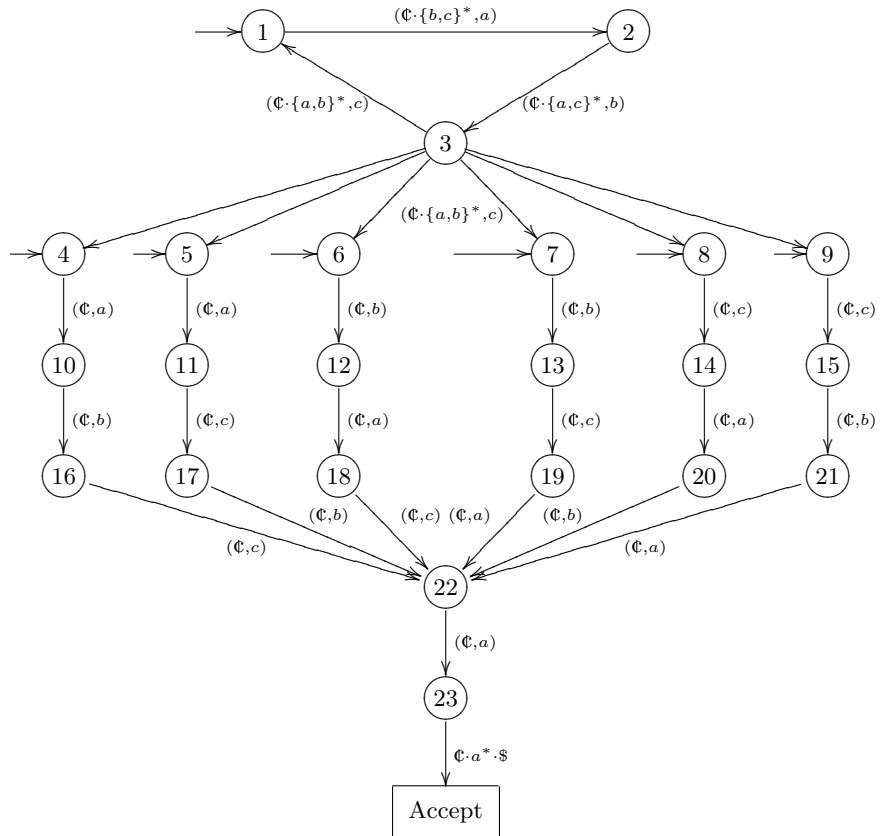 (¢·{b,c}*,a)
1 2
(¢·{a,b}*,c) (¢·{a,c}*,b)
3
(¢·{a,b}*,c)
4 5 6 7 8 9
(¢,a) (¢,a) (¢,b) (¢,b) (¢,c) (¢,c)
10 11 12 13 14 15
(¢,b) (¢,c) (¢,a) (¢,c) (¢,a) (¢,b)
16 17 18 19 20 21
(¢,c) (¢,b) (¢,c) (¢,a) (¢,b) (¢,a)
22
(¢,a)
23
¢·a*·$
Accept